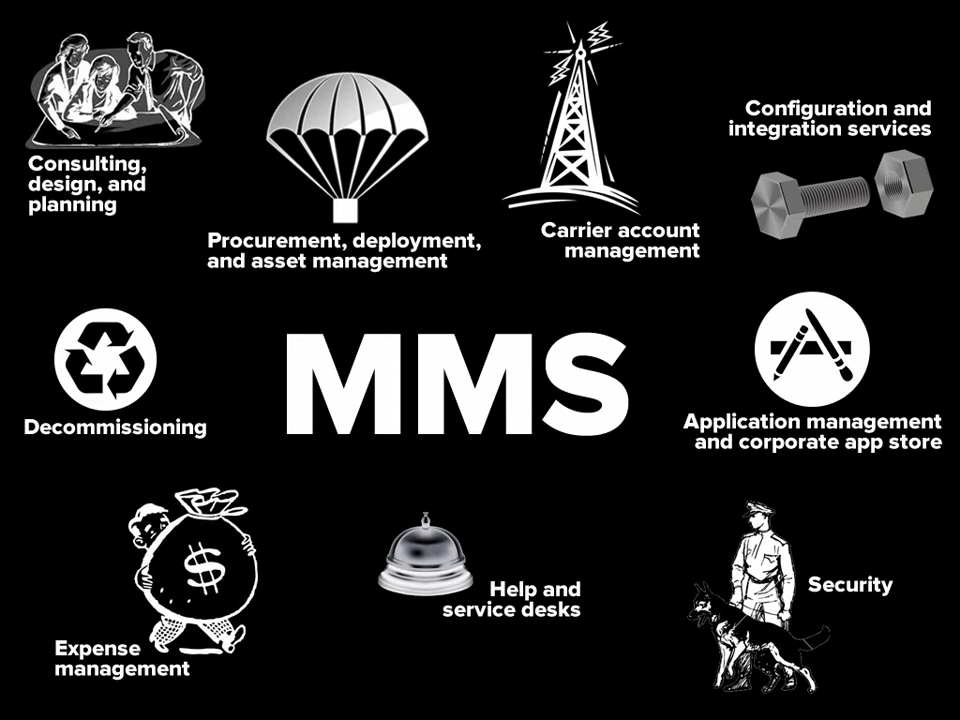 Consulting,
design, and
planning
Procurement, deployment,
and asset management
Carrier account
management
Configuration and
integration services
Decommissioning
MMS
Application management
and corporate app store
$
Expense
management
Help and
service desks
Security